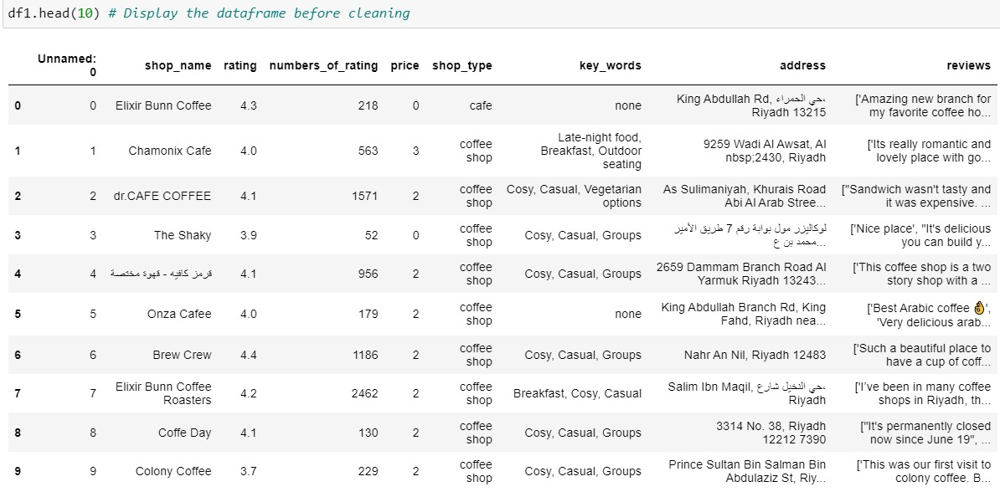 df1.head(10) # Display the dataframe before cleaning
Unnamed: 0 shop_name rating numbers_of_rating price shop_type key_words address reviews
0 0 Elixir Bunn Coffee 4.3 218 0 cafe none King Abdullah Rd, حي الحمراء، Riyadh 13215 ['Amazing new branch for my favorite coffee ho...
1 1 Chamonix Cafe 4.0 563 3 coffee shop Late-night food, Breakfast, Outdoor seating 9259 Wadi Al Awsat, Al nbsp;2430, Riyadh ['Its really romantic and lovely place with go...
2 2 dr.CAFE COFFEE 4.1 1571 2 coffee shop Cosy, Casual, Vegetarian options As Sulimaniyah, Khurais Road Abi Al Arab Stree... ["Sandwich wasn't tasty and it was expensive. ...
3 3 The Shaky 3.9 52 0 coffee shop Cosy, Casual, Groups لوكاليزر مول بوابة رقم 7 طريق الأمير محمد بن ع... ['Nice place', "It's delicious you can build y...
4 4 قرمز كافيه - قهوة مختصة 4.1 956 2 coffee shop Cosy, Casual, Groups 2659 Dammam Branch Road Al Yarmuk Riyadh 13243... ['This coffee shop is a two story shop with a ...
5 5 Onza Cafee 4.0 179 2 coffee shop none King Abdullah Branch Rd, King Fahd, Riyadh nea... ['Best Arabic coffee 👌', 'Very delicious arab...
6 6 Brew Crew 4.4 1186 2 coffee shop Cosy, Casual, Groups Nahr An Nil, Riyadh 12483 ['Such a beautiful place to have a cup of coff...
7 7 Elixir Bunn Coffee Roasters 4.2 2462 2 coffee shop Breakfast, Cosy, Casual Salim Ibn Maqil, حي النخيل شارع، Riyadh ['I’ve been in many coffee shops in Riyadh, th...
8 8 Coffe Day 4.1 130 2 coffee shop Cosy, Casual, Groups 3314 No. 38, Riyadh 12212 7390 ["It's permanently closed now since June 19", ...
9 9 Colony Coffee 3.7 229 2 coffee shop Cosy, Casual, Groups Prince Sultan Bin Salman Bin Abdulaziz St, Riy... ['This was our first visit to colony coffee. B...